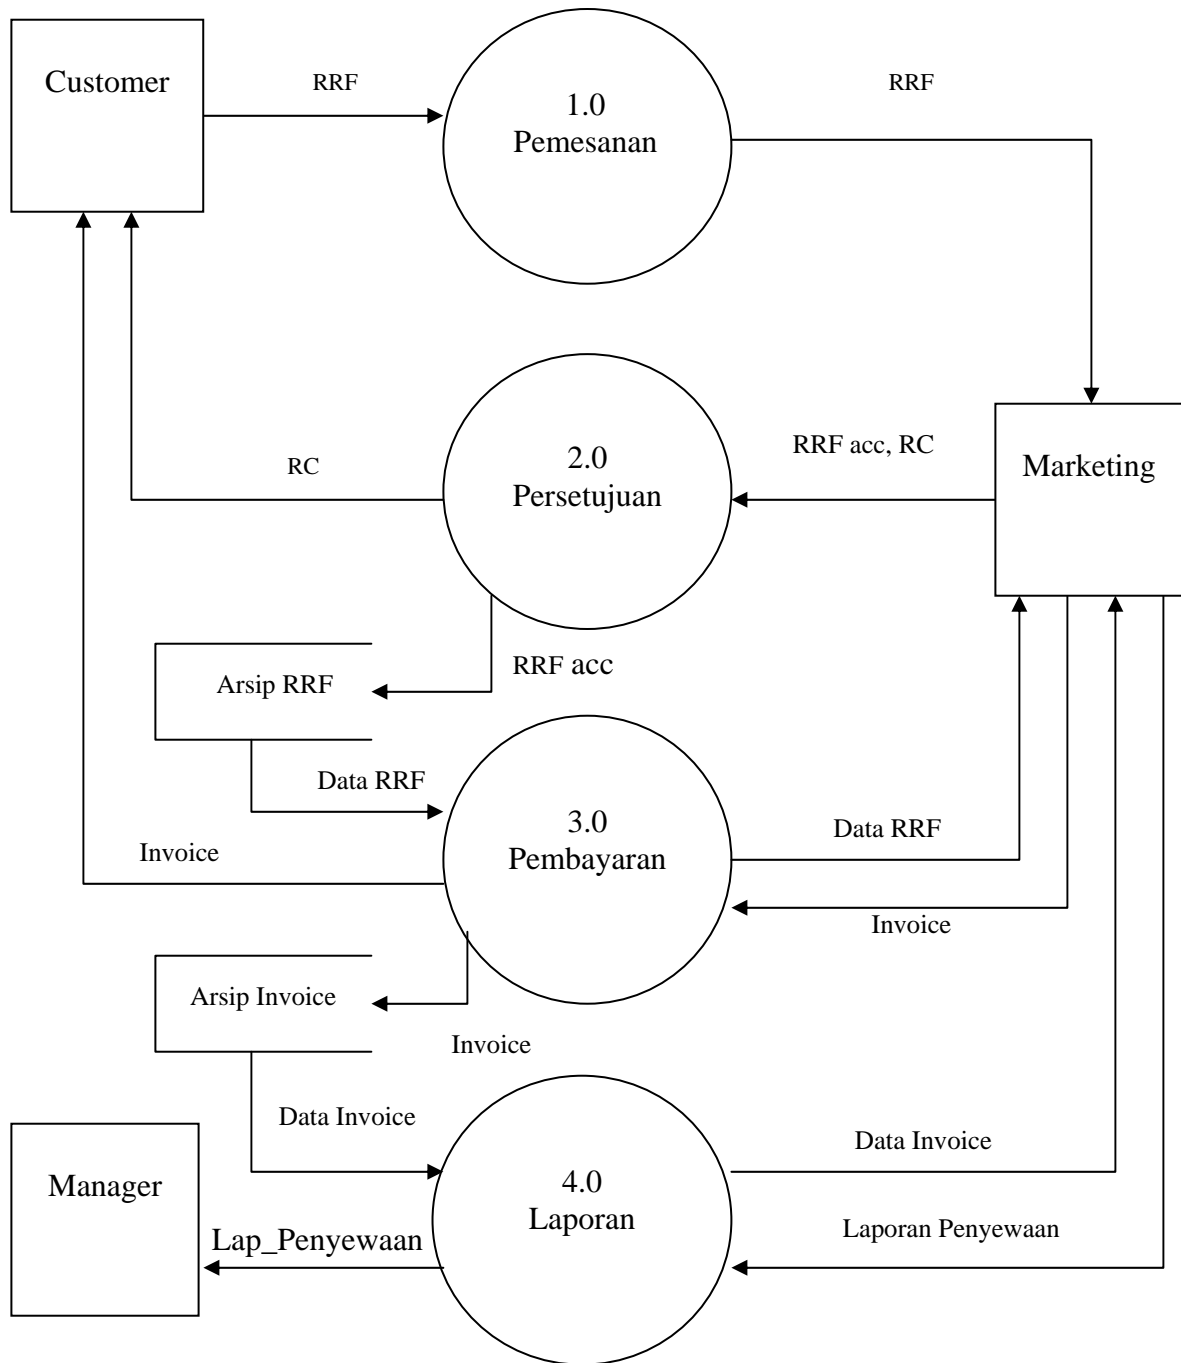 Customer
RRF
1.0
Pemesanan
RRF
RC
2.0
Persetujuan
RRF acc, RC
Marketing
Arsip RRF
RRF acc
Data RRF
Invoice
3.0
Pembayaran
Data RRF
Invoice
Arsip Invoice
Invoice
Data Invoice
Manager
Lap_Penyewaan
4.0
Laporan
Data Invoice
Laporan Penyewaan